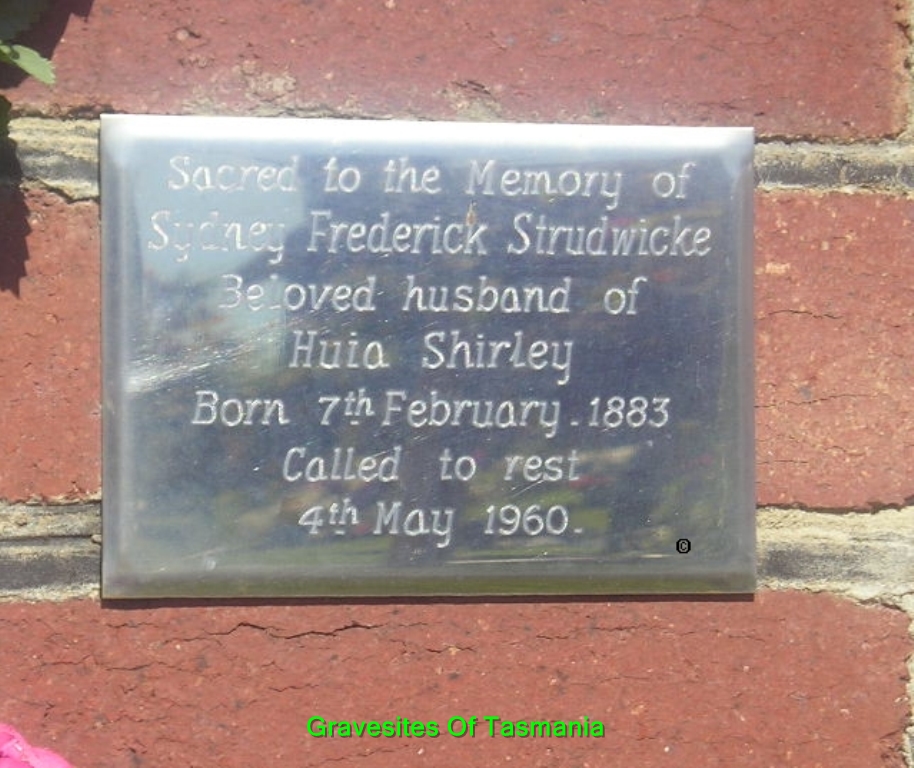 Sacred to the Memory of
Sydney Frederick Strudwicke
Beloved husband of
Huia Shirley
Born 7th February. 1883
Called to rest
4th May 1960.
©
Gravesites Of Tasmania